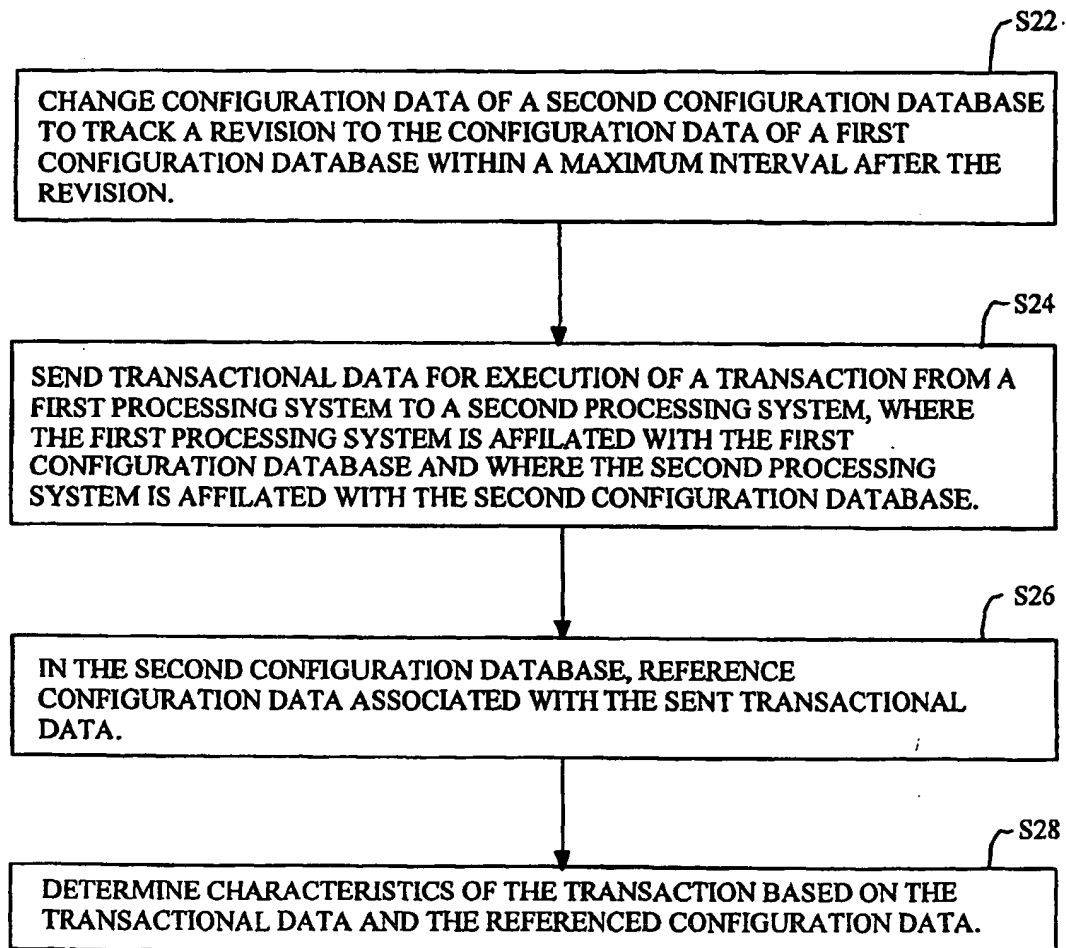 S22
CHANGE CONFIGURATION DATA OF A SECOND CONFIGURATION DATABASE
TO TRACK A REVISION TO THE CONFIGURATION DATA OF A FIRST
CONFIGURATION DATABASE WITHIN A MAXIMUM INTERVAL AFTER THE
REVISION.
S24
SEND TRANSACTIONAL DATA FOR EXECUTION OF A TRANSACTION FROM A
FIRST PROCESSING SYSTEM TO A SECOND PROCESSING SYSTEM, WHERE
THE FIRST PROCESSING SYSTEM IS AFFILATED WITH THE FIRST
CONFIGURATION DATABASE AND WHERE THE SECOND PROCESSING
SYSTEM IS AFFILATED WITH THE SECOND CONFIGURATION DATABASE.
S26
IN THE SECOND CONFIGURATION DATABASE, REFERENCE
CONFIGURATION DATA ASSOCIATED WITH THE SENT TRANSACTIONAL
DATA.
S28
DETERMINE CHARACTERISTICS OF THE TRANSACTION BASED ON THE
TRANSACTIONAL DATA AND THE REFERENCED CONFIGURATION DATA.